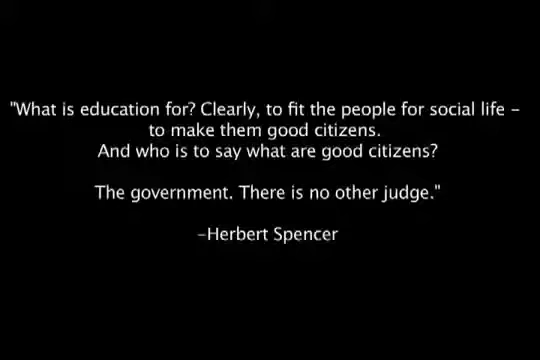 "What is education for? Clearly, to fit the people for social life –
to make them good citizens.
And who is to say what are good citizens?
The government. There is no other judge."
–Herbert Spencer